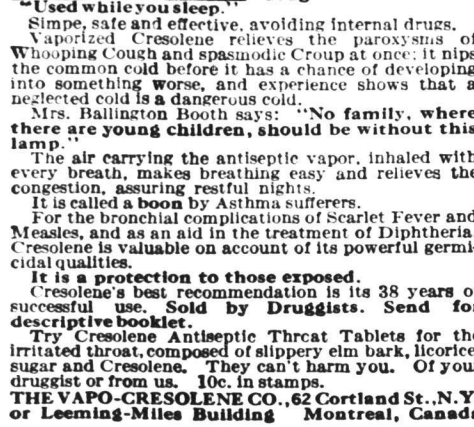 "Used while you sleep."
Simpe, safe and effective, avoiding internal drugs.
Vaporized Cresolene relieves the paroxysms of
Whooping Cough and spasmodic Croup at once; it nips
the common cold before it has a chance of developing
into something worse, and experience shows that a
neglected cold is a dangerous cold.
Mrs. Ballington Booth says: "No family, where
there are young children, should be without this
lamp."
The air carrying the antiseptic vapor, inhaled with
every breath, makes breathing easy and relieves the
congestion, assuring restful nights.
It is called a boon by Asthma sufferers.
For the bronchial complications of Scarlet Fever and
Measles, and as an aid in the treatment of Diphtheria
Cresolene is valuable on account of its powerful germi-
cidal qualities.
It is a protection to those exposed.
Cresolene's best recommendation is its 38 years of
successful use. Sold by Druggists. Send for
descriptive booklet.
Try Cresolene Antiseptic Thrcat Tablets for the
irritated throat, composed of slippery elm bark, licorice
sugar and Cresolene. They can't harm you. Of you
druggist or from us. 10c. in stamps.
THE VAPO-CRESOLENE CO., 62 Cortland St., N.Y
or Leeming-Miles Building Montreal, Canada